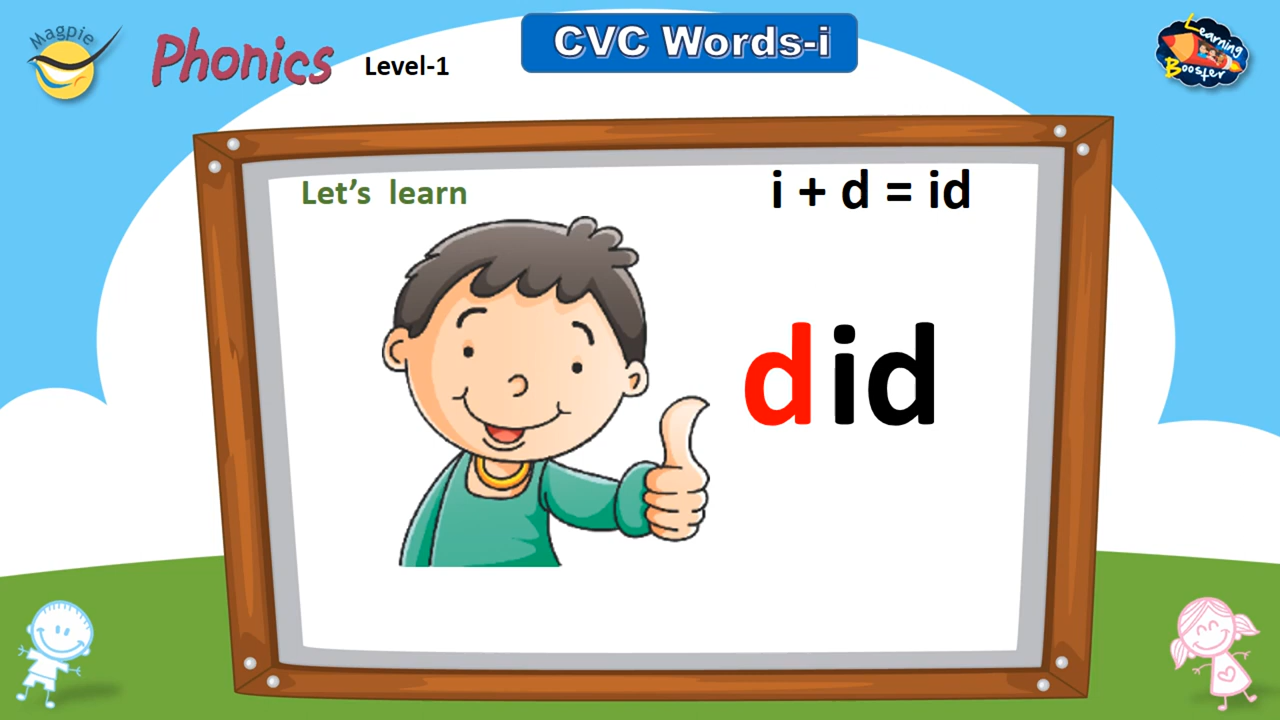 Magpie
Phonics
Level-1
CVC Words-i
Learning
Booster
Let's learn
i + d = id
did